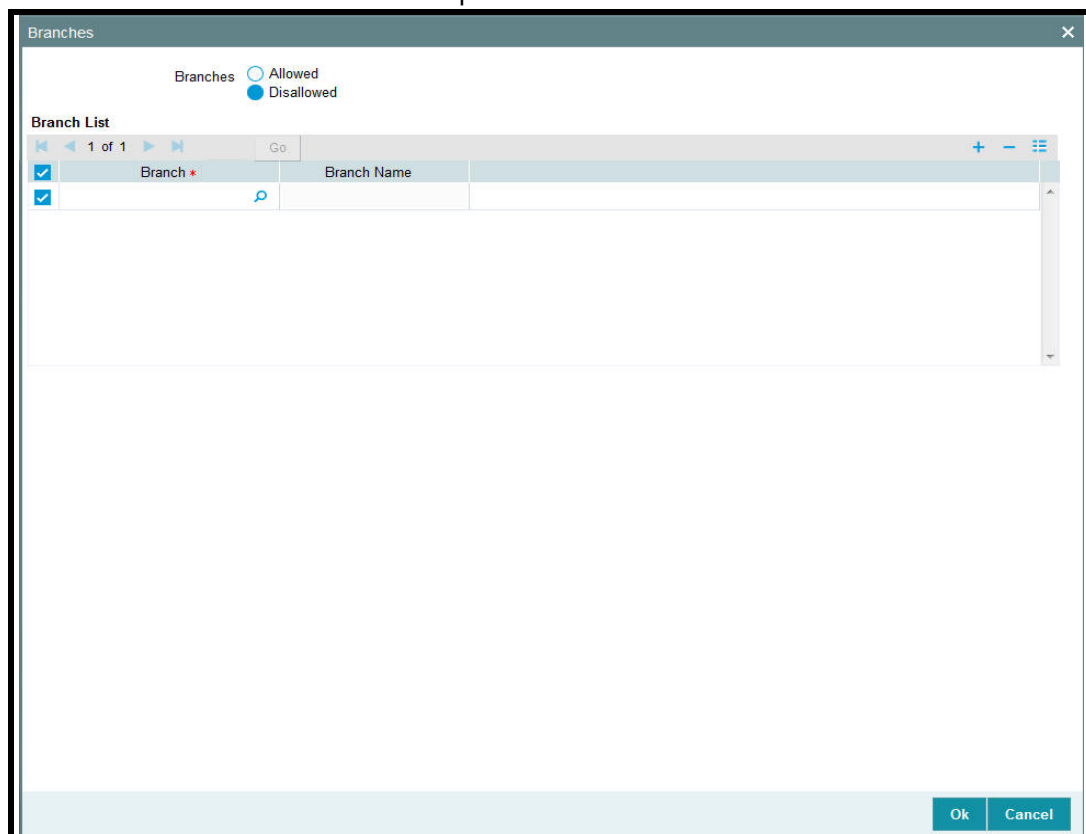 Branches
Branches Allowed
Disallowed
Branch List
1 of 1 Go
Branch * Branch Name
Ok Cancel